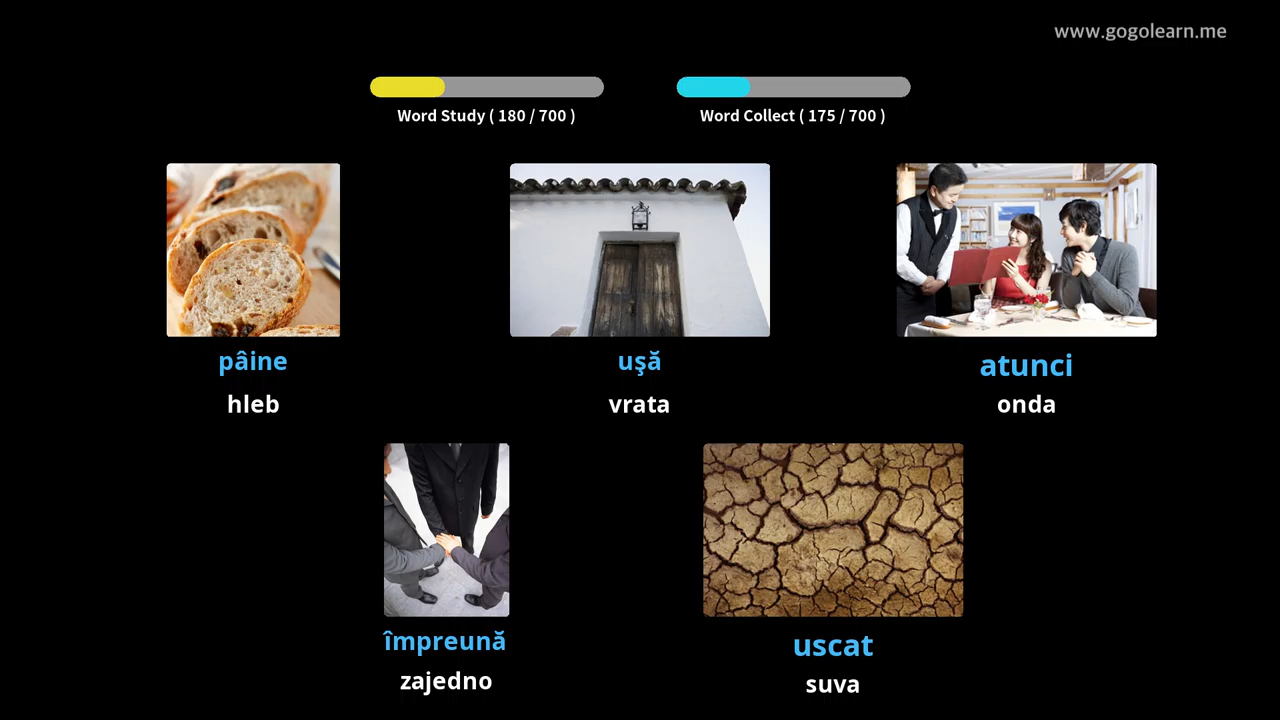 www.gogolearn.me
Word Study ( 180 / 700 )
Word Collect ( 175 / 700 )
pâine
hleb
uşă
vrata
atunci
onda
împreună
zajedno
uscat
suva